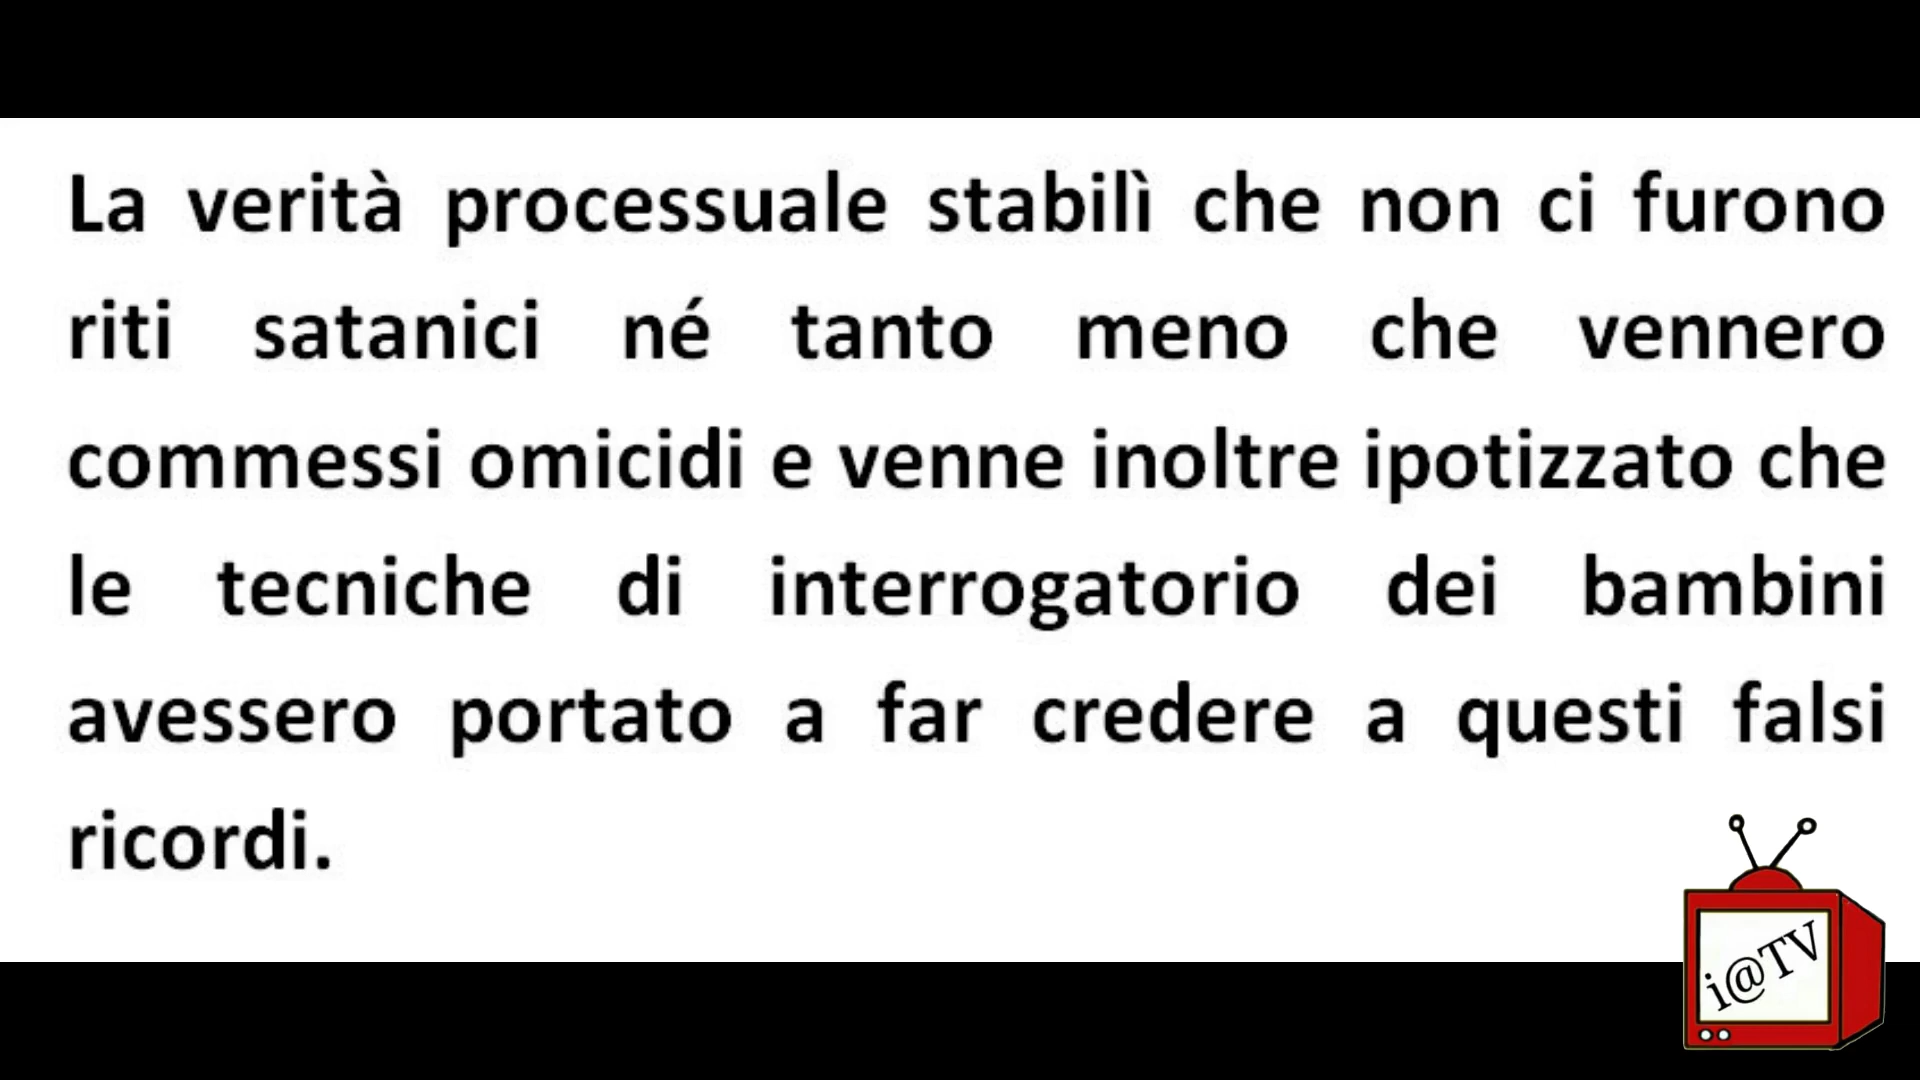 La verità processuale stabilì che non ci furono
riti satanici né tanto meno che vennero
commessi omicidi e venne inoltre ipotizzato che
le tecniche di interrogatorio dei bambini
avessero portato a far credere a questi falsi
ricordi.
i@TV